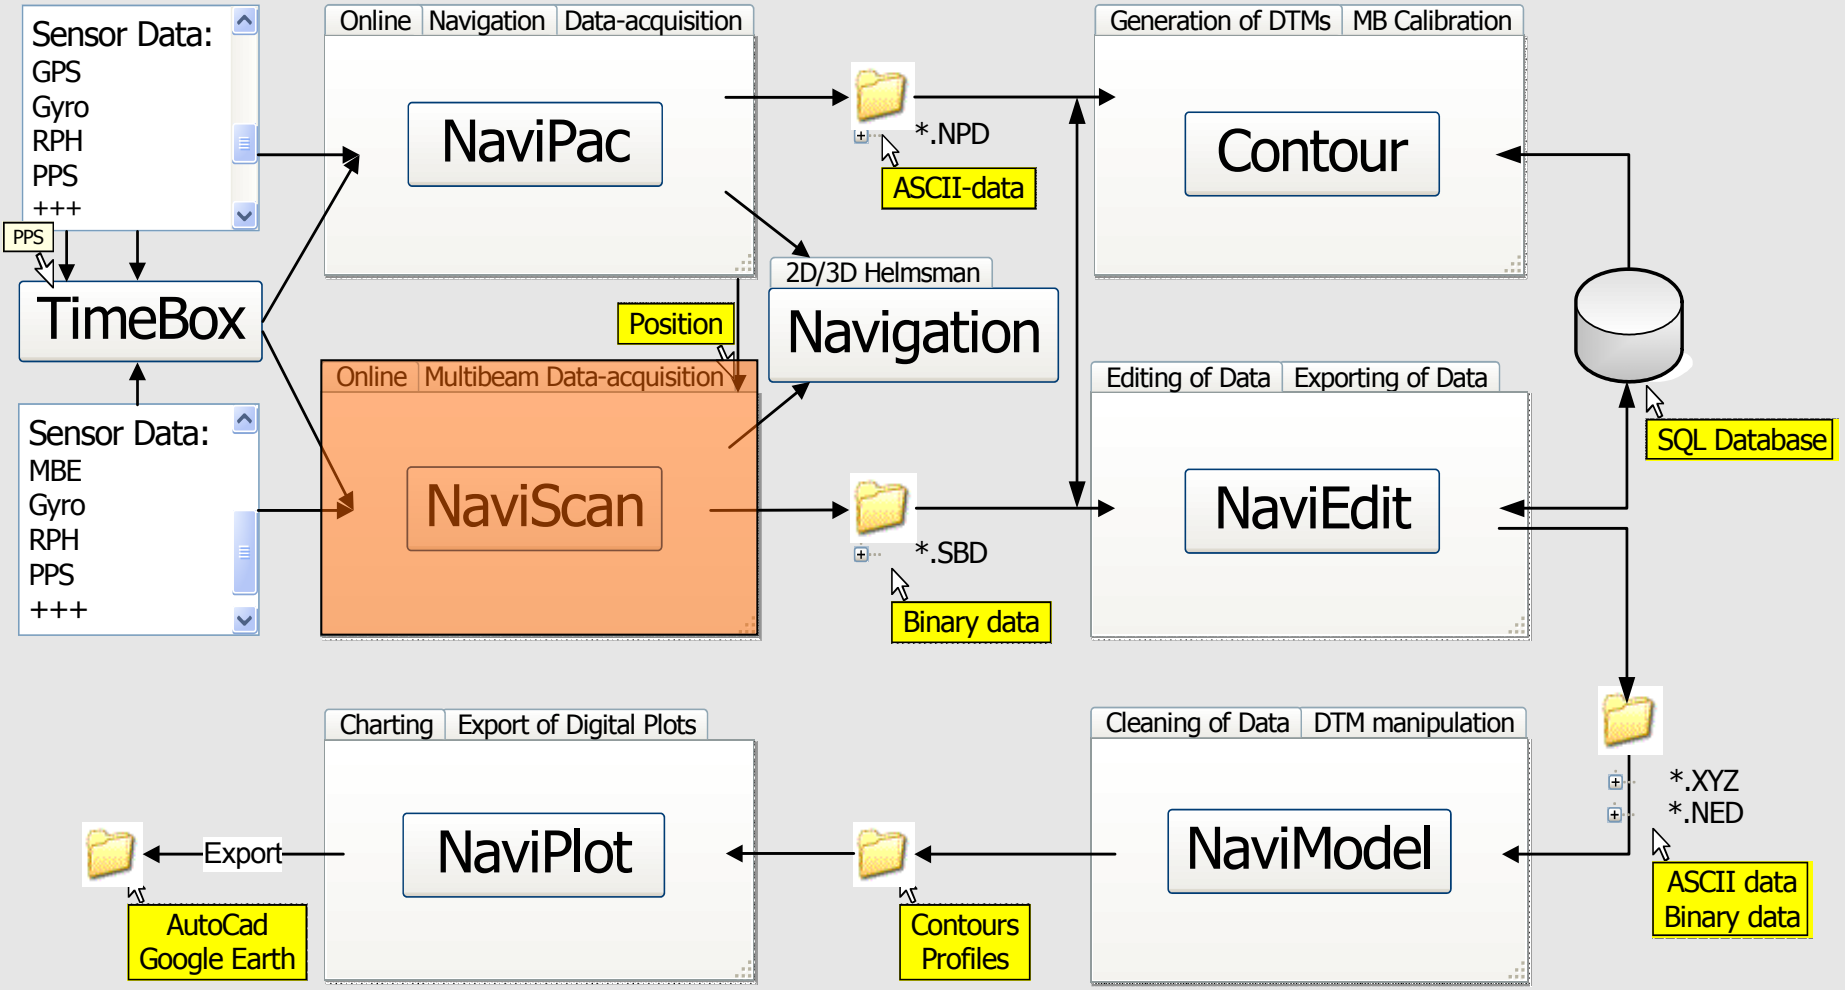 Sensor Data:
GPS
Gyro
RPH
PPS
+++
PPS
TimeBox
Sensor Data:
MBE
Gyro
RPH
PPS
+++
Online Navigation Data-acquisition
NaviPac
*.NPD
ASCII-data
Generation of DTMs MB Calibration
Contour
2D/3D Helmsman
Navigation
Position
Online Multibeam Data-acquisition
NaviScan
*.SBD
Binary data
Editing of Data Exporting of Data
NaviEdit
SQL Database
*.XYZ
*.NED
ASCII data
Binary data
Cleaning of Data DTM manipulation
NaviModel
Contours
Profiles
Charting Export of Digital Plots
NaviPlot
Export
AutoCad
Google Earth